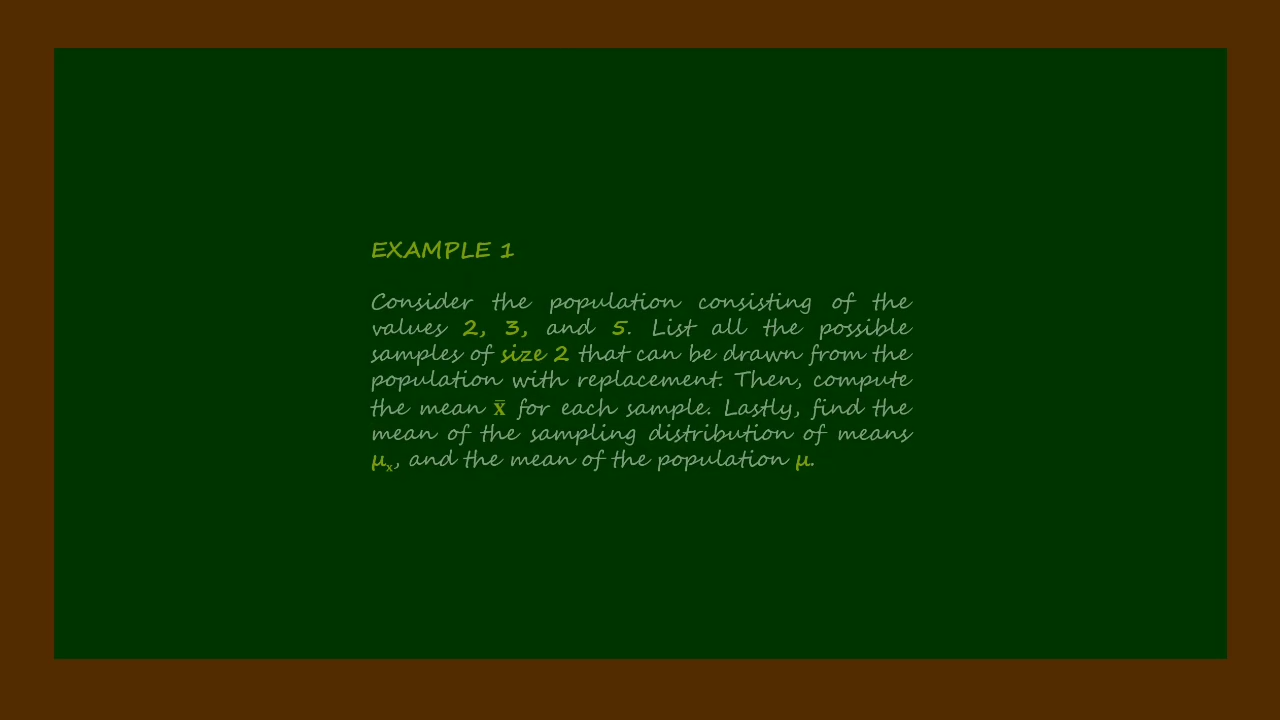 EXAMPLE 1
Consider the population consisting of the
values 2, 3, and 5. List all the possible
samples of size 2 that can be drawn from the
population with replacement. Then, compute
the mean x̅ for each sample. Lastly, find the
mean of the sampling distribution of means
μₓ, and the mean of the population μ.